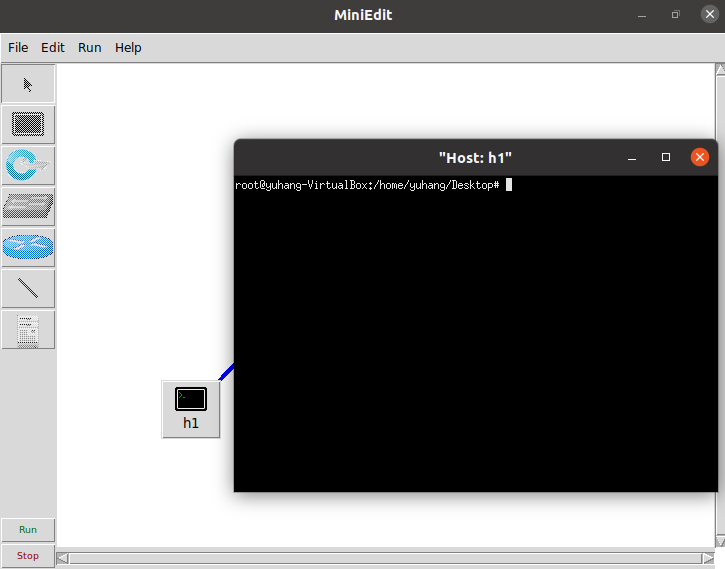 MiniEdit
File Edit Run Help
"Host: h1"
root@yuhang-VirtualBox:/home/yuhang/Desktop#
h1
Run
Stop